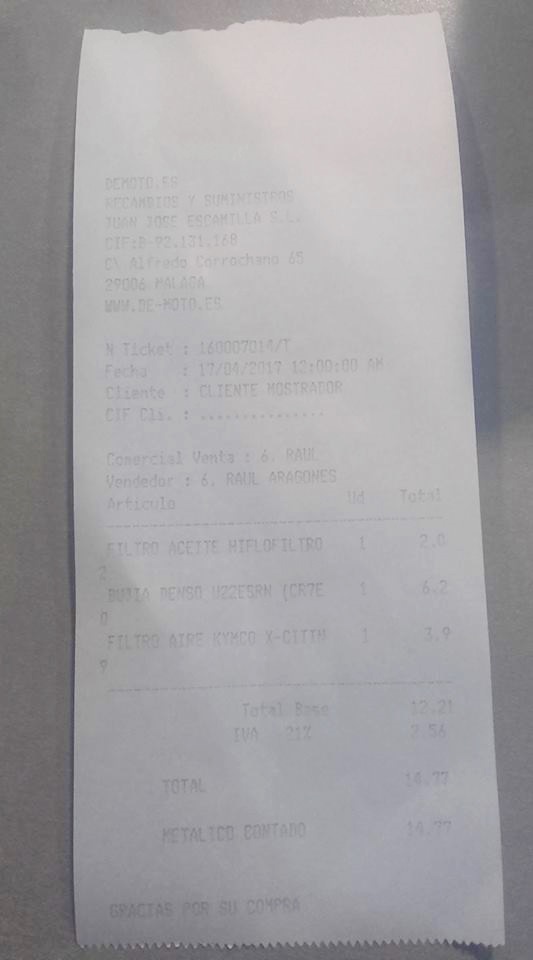 DEMOTO.ES
RECAMBIOS Y SUMINISTROS
JUAN JOSE ESCAMILLA S.L.
CIF:B-92.131.168
C\ Alfredo Corrochano 65
29006 MALAGA
WWW.DE-MOTO.ES
N Ticket : 160007014/T
Fecha : 17/04/2017 12:00:00 AM
Cliente : CLIENTE MOSTRADOR
CIF Cli. : ...............
Comercial Venta : 6. RAUL
Vendedor : 6. RAUL ARAGONES
Articulo Ud Total
FILTRO ACEITE HIFLOFILTRO 1 2.0
2
BUJIA DENSO U22ESRN (CR7E 1 6.2
0
FILTRO AIRE KYMCO X-CITIN 1 3.9
9
Total Base 12.21
IVA 21% 2.56
TOTAL 14.77
METALICO CONTADO 14.77
GRACIAS POR SU COMPRA